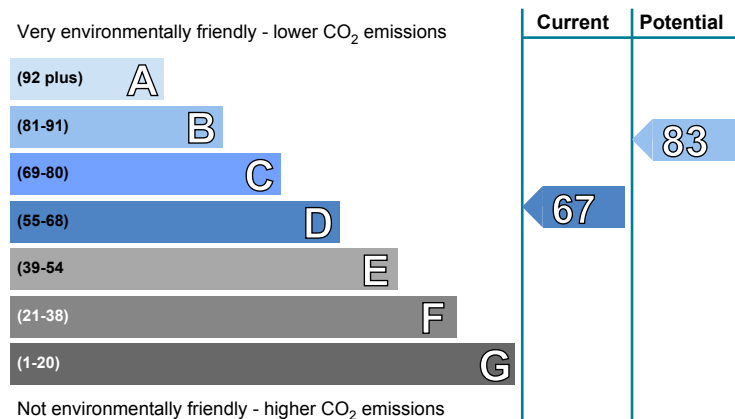 Very environmentally friendly - lower CO₂ emissions
Current
Potential
(92 plus) A
(81-91) B
83
(69-80) C
(55-68) D
67
(39-54 E
(21-38) F
(1-20) G
Not environmentally friendly - higher CO₂ emissions